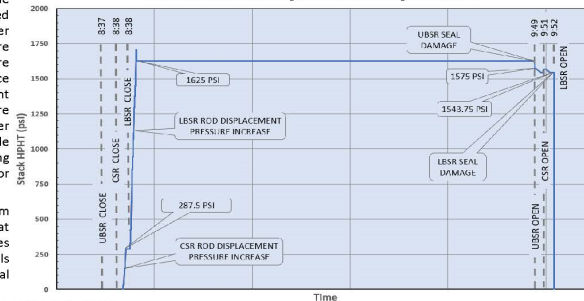 2000
1750
1500
1250
1000
750
500
250
0
Stack HPHT (psi)
Time
8:37
8:38
8:38
UBSR CLOSE
CSR CLOSE
LBSR CLOSE
1625 PSI
LBSR ROD DISPLACEMENT
PRESSURE INCREASE
287.5 PSI
CSR ROD DISPLACEMENT
PRESSURE INCREASE
UBSR SEAL
DAMAGE
1575 PSI
1543.75 PSI
LBSR SEAL
DAMAGE
9:49
9:51
9:52
UBSR OPEN
CSR OPEN
LBSR OPEN